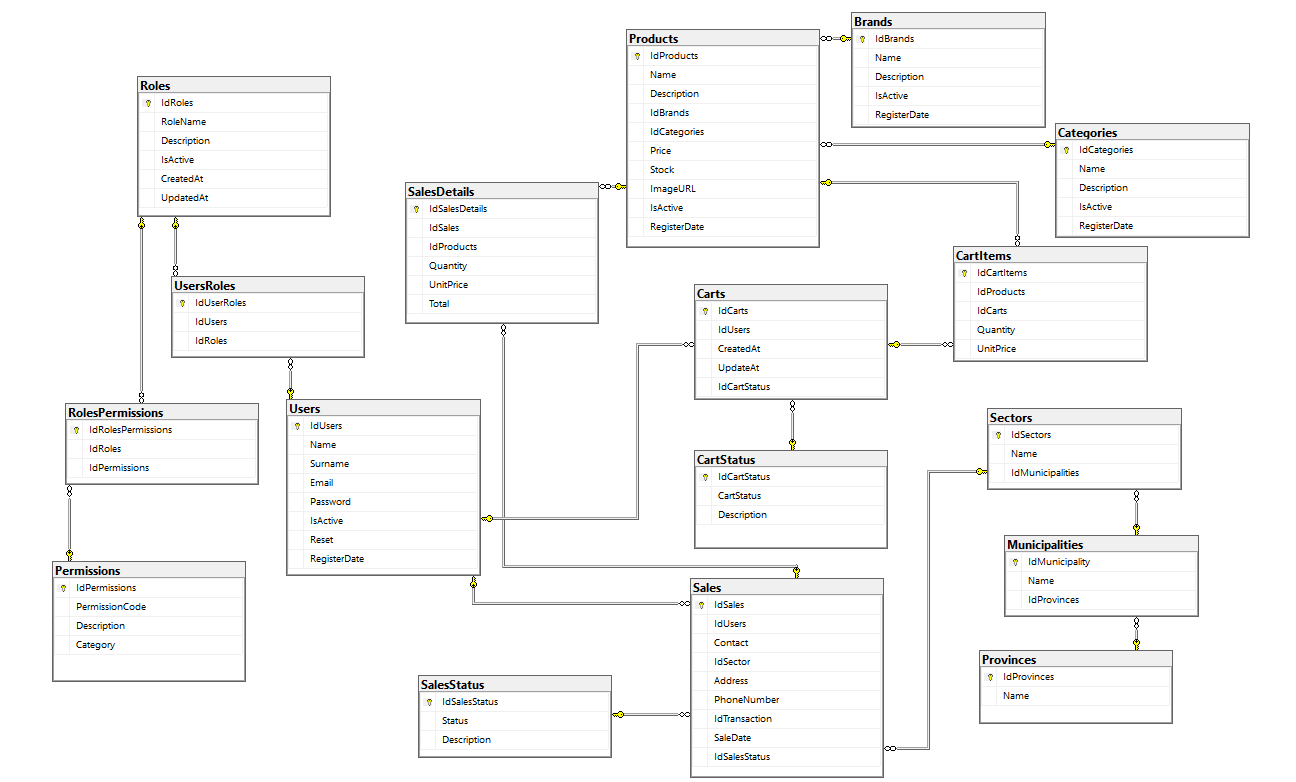 Brands
IdBrands
Name
Description
IsActive
RegisterDate
Products
IdProducts
Name
Description
IdBrands
IdCategories
Price
Stock
ImageURL
IsActive
RegisterDate
Roles
IdRoles
RoleName
Description
IsActive
CreatedAt
UpdatedAt
Categories
IdCategories
Name
Description
IsActive
RegisterDate
SalesDetails
IdSalesDetails
IdSales
IdProducts
Quantity
UnitPrice
Total
CartItems
IdCartItems
IdProducts
IdCarts
Quantity
UnitPrice
UsersRoles
IdUserRoles
IdUsers
IdRoles
Carts
IdCarts
IdUsers
CreatedAt
UpdateAt
IdCartStatus
RolesPermissions
IdRolesPermissions
IdRoles
IdPermissions
Users
IdUsers
Name
Surname
Email
Password
IsActive
Reset
RegisterDate
Sectors
IdSectors
Name
IdMunicipalities
CartStatus
IdCartStatus
CartStatus
Description
Municipalities
IdMunicipality
Name
IdProvinces
Permissions
IdPermissions
PermissionCode
Description
Category
Sales
IdSales
IdUsers
Contact
IdSector
Address
PhoneNumber
IdTransaction
SaleDate
IdSalesStatus
Provinces
IdProvinces
Name
SalesStatus
IdSalesStatus
Status
Description